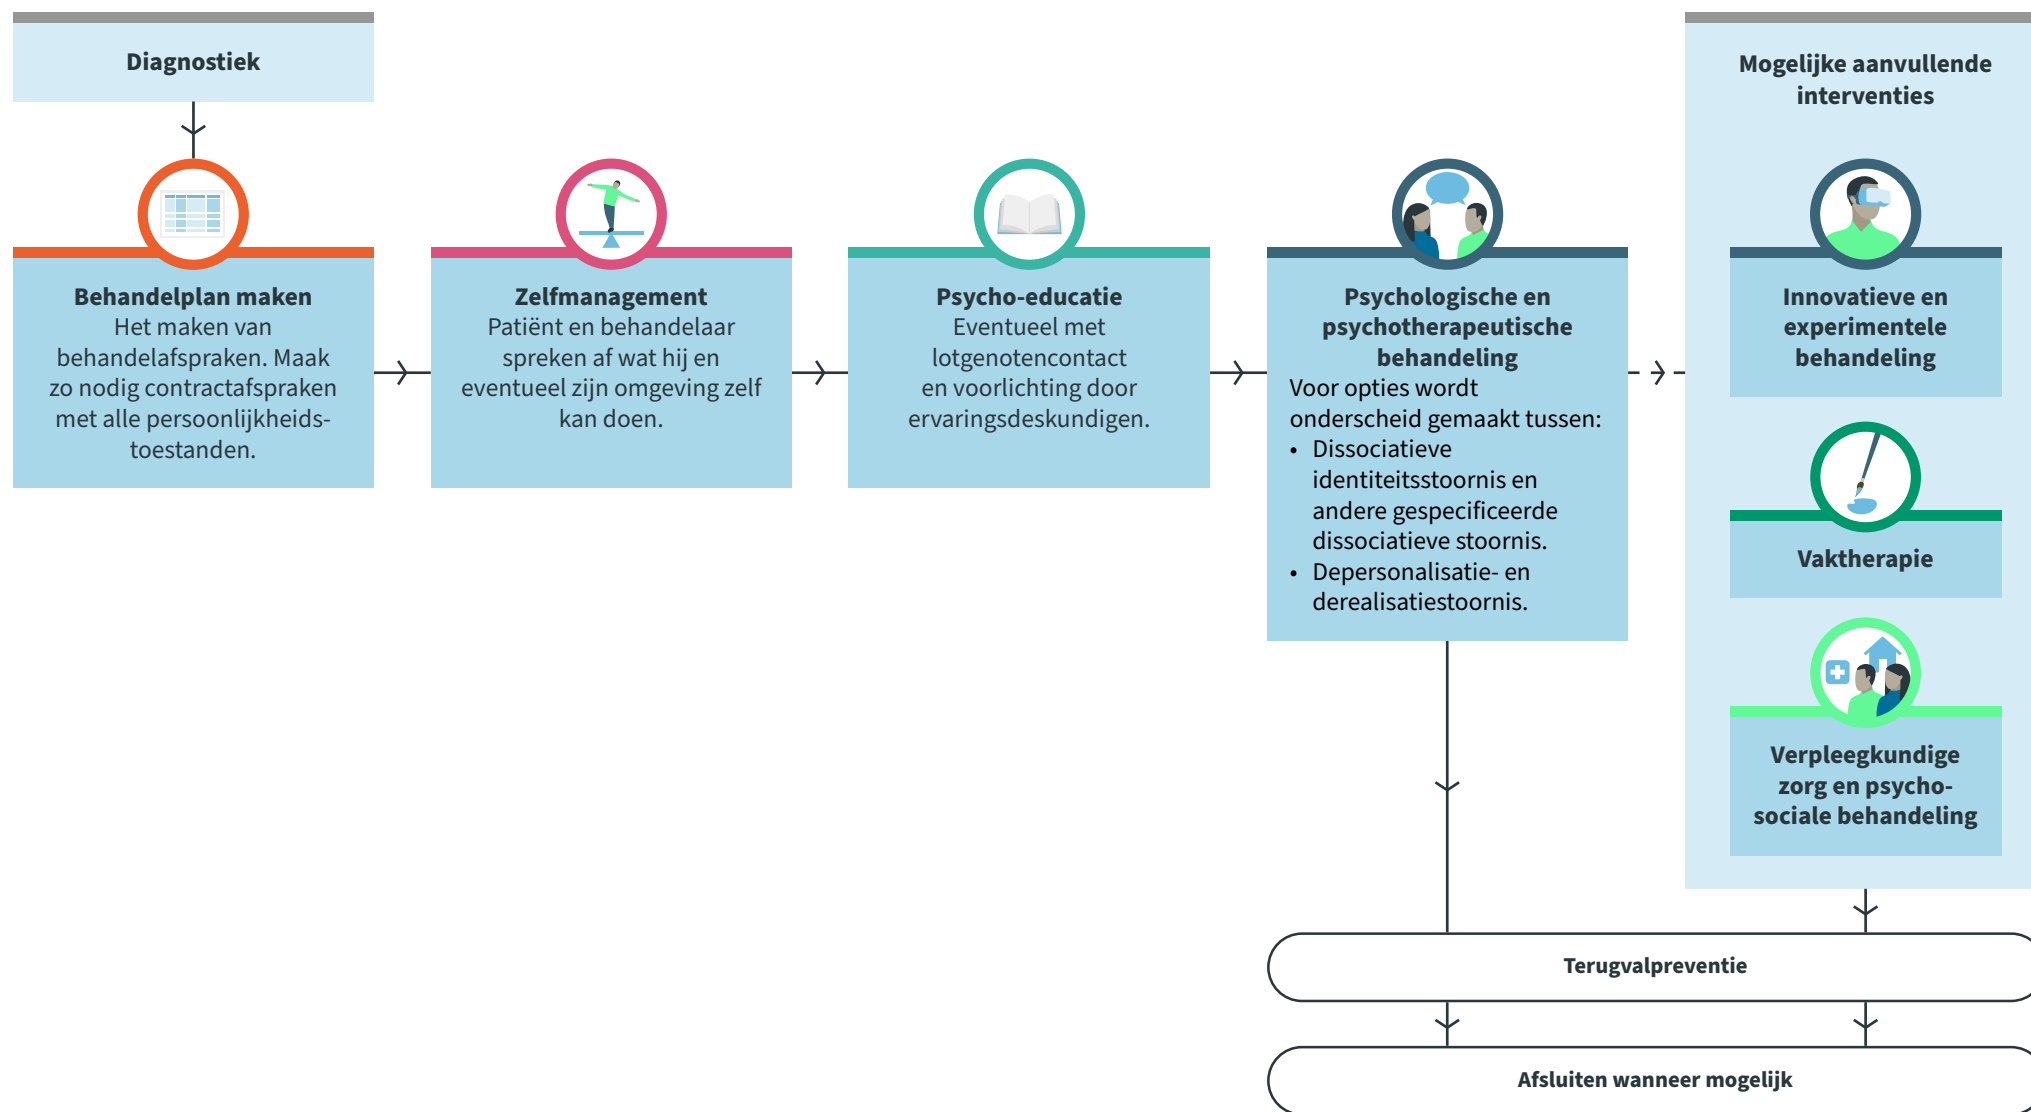 Diagnostiek
Behandelplan maken
Het maken van
behandelafspraken. Maak
zo nodig contractafspraken
met alle persoonlijkheids-
toestanden.
Zelfmanagement
Patiënt en behandelaar
spreken af wat hij en
eventueel zijn omgeving zelf
kan doen.
Psycho-educatie
Eventueel met
lotgenotencontact
en voorlichting door
ervaringsdeskundigen.
Psychologische en
psychotherapeutische
behandeling
Voor opties wordt
onderscheid gemaakt tussen:
• Dissociatieve
identiteitsstoornis en
andere gespecificeerde
dissociatieve stoornis.
• Depersonalisatie- en
derealisatiestoornis.
Mogelijke aanvullende
interventies
Innovatieve en
experimentele
behandeling
Vaktherapie
Verpleegkundige
zorg en psycho-
sociale behandeling
Terugvalpreventie
Afsluiten wanneer mogelijk